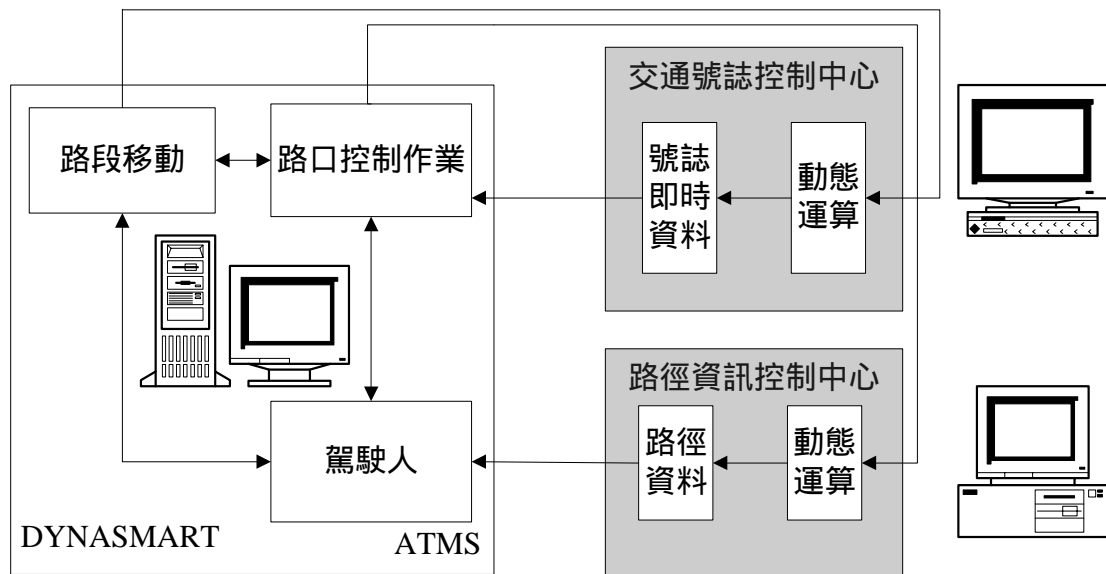 交通號誌控制中心
路段移動
路口控制作業
號誌
即時
資料
動態
運算
路徑資訊控制中心
駕駛人
路徑
資料
動態
運算
DYNASMART
ATMS